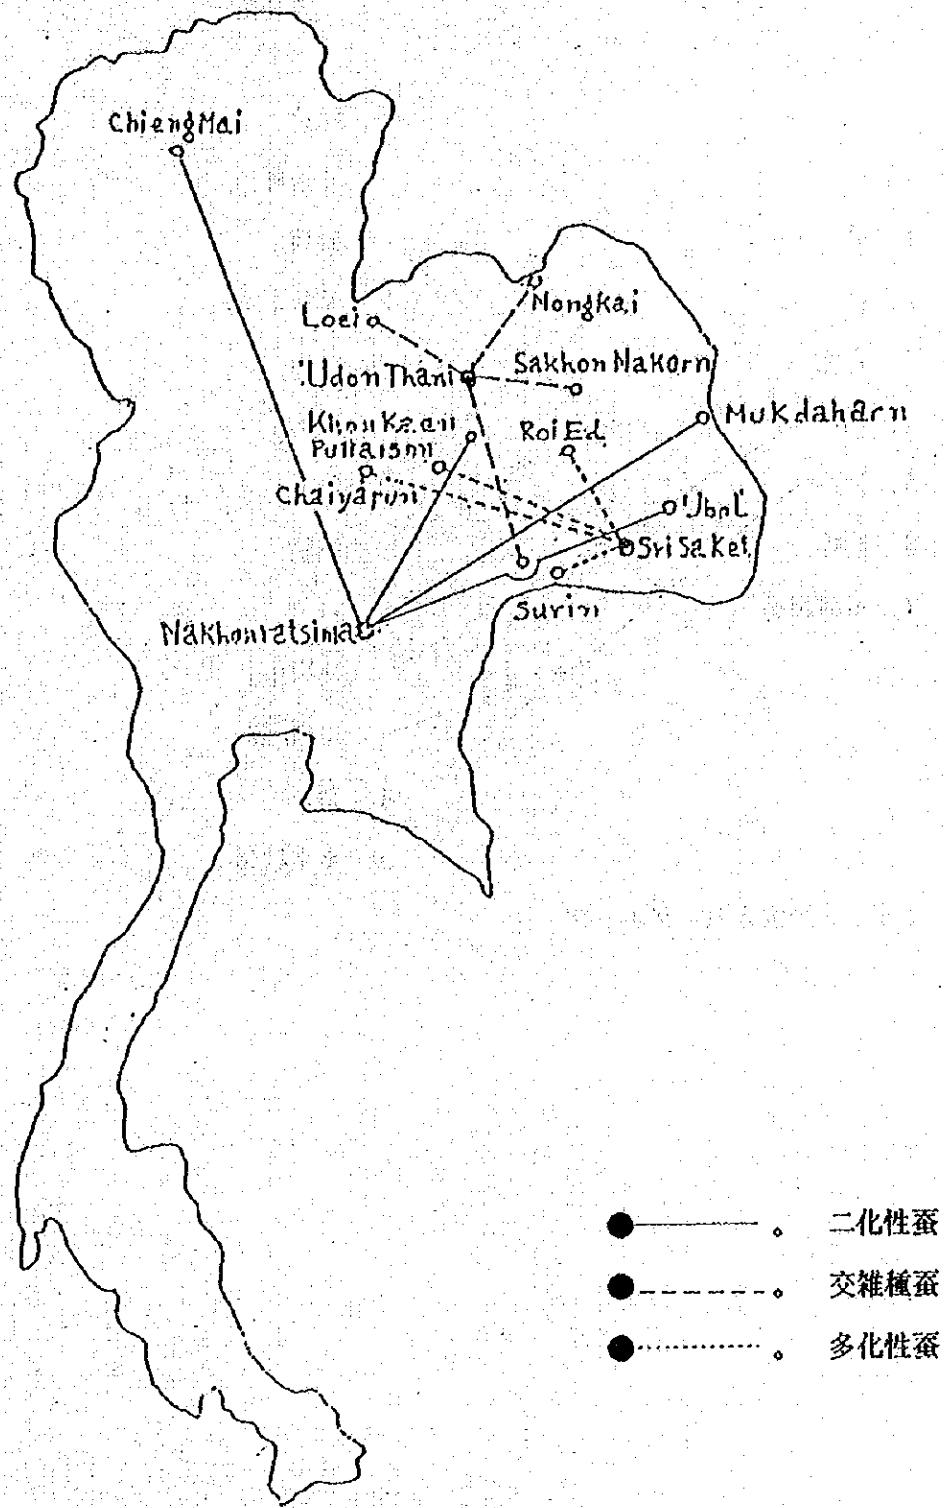 ChiengMai
Nongkai
Loei
Sakhon Nakorn
Udon Thani
Mukdaharn
Khon Kaen
Roi Ed.
Chaiyapum
Sri Saket
Surin
Nakhonratsima
二化性蚕
交雑種蚕
多化性蚕